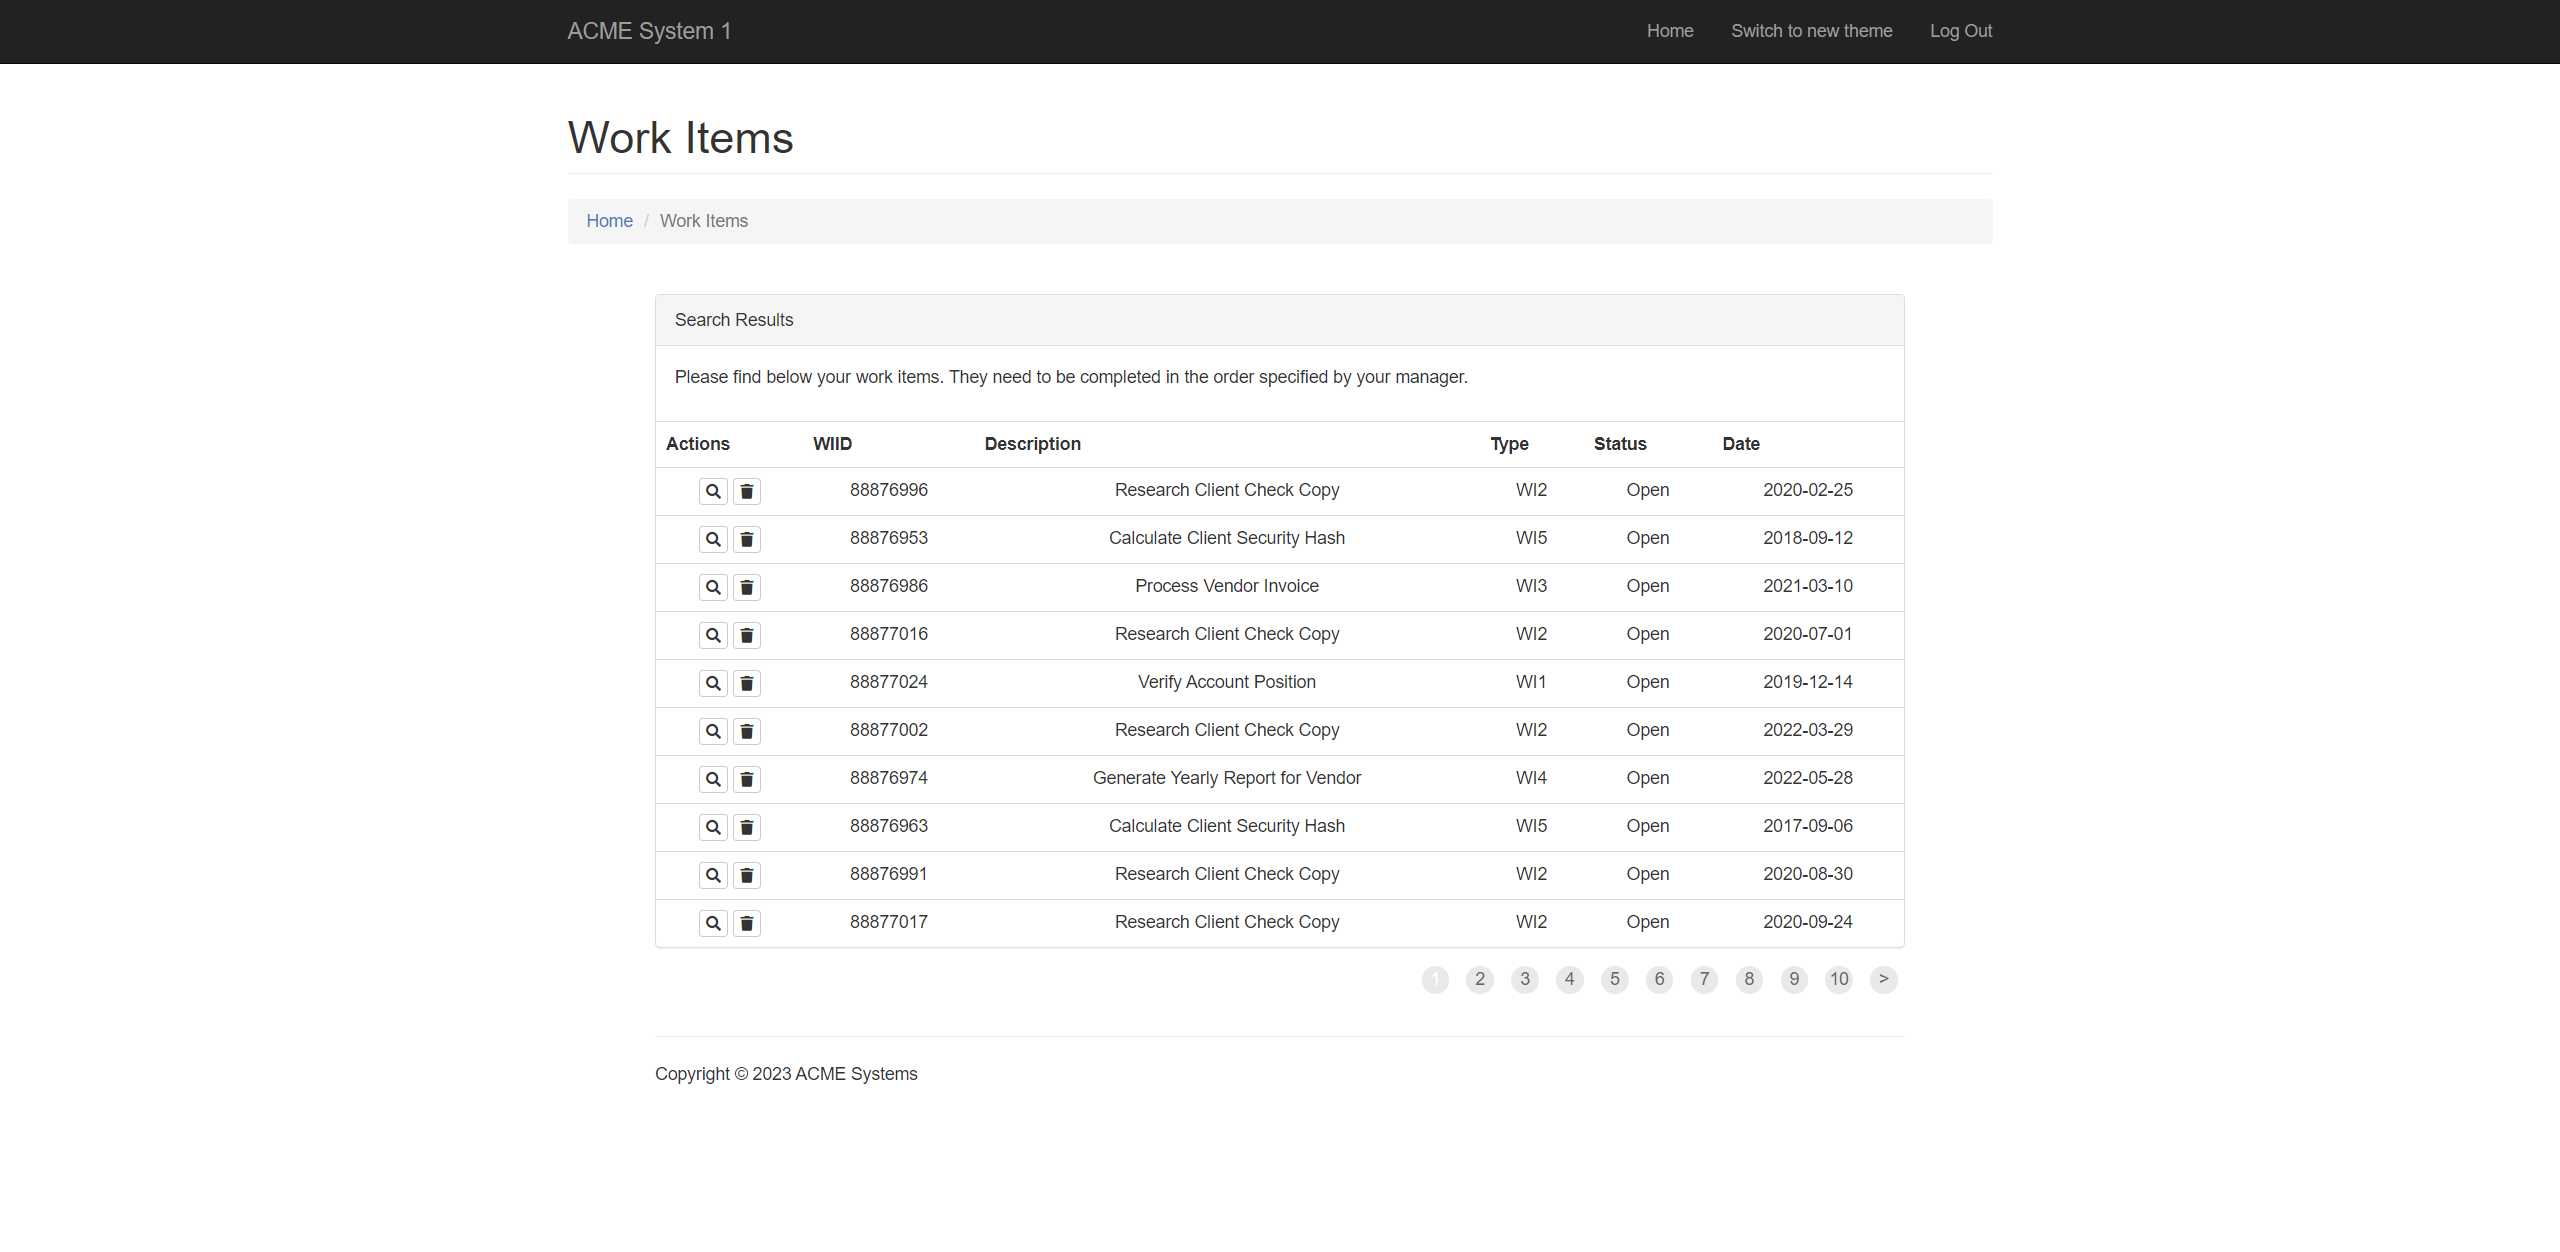 ACME System 1 Home Switch to new theme Log Out
Work Items
Home / Work Items
Search Results
Please find below your work items. They need to be completed in the order specified by your manager.
Actions WIID Description Type Status Date
88876996 Research Client Check Copy WI2 Open 2020-02-25
88876953 Calculate Client Security Hash WI5 Open 2018-09-12
88876986 Process Vendor Invoice WI3 Open 2021-03-10
88877016 Research Client Check Copy WI2 Open 2020-07-01
88877024 Verify Account Position WI1 Open 2019-12-14
88877002 Research Client Check Copy WI2 Open 2022-03-29
88876974 Generate Yearly Report for Vendor WI4 Open 2022-05-28
88876963 Calculate Client Security Hash WI5 Open 2017-09-06
88876991 Research Client Check Copy WI2 Open 2020-08-30
88877017 Research Client Check Copy WI2 Open 2020-09-24
1 2 3 4 5 6 7 8 9 10 >
Copyright © 2023 ACME Systems